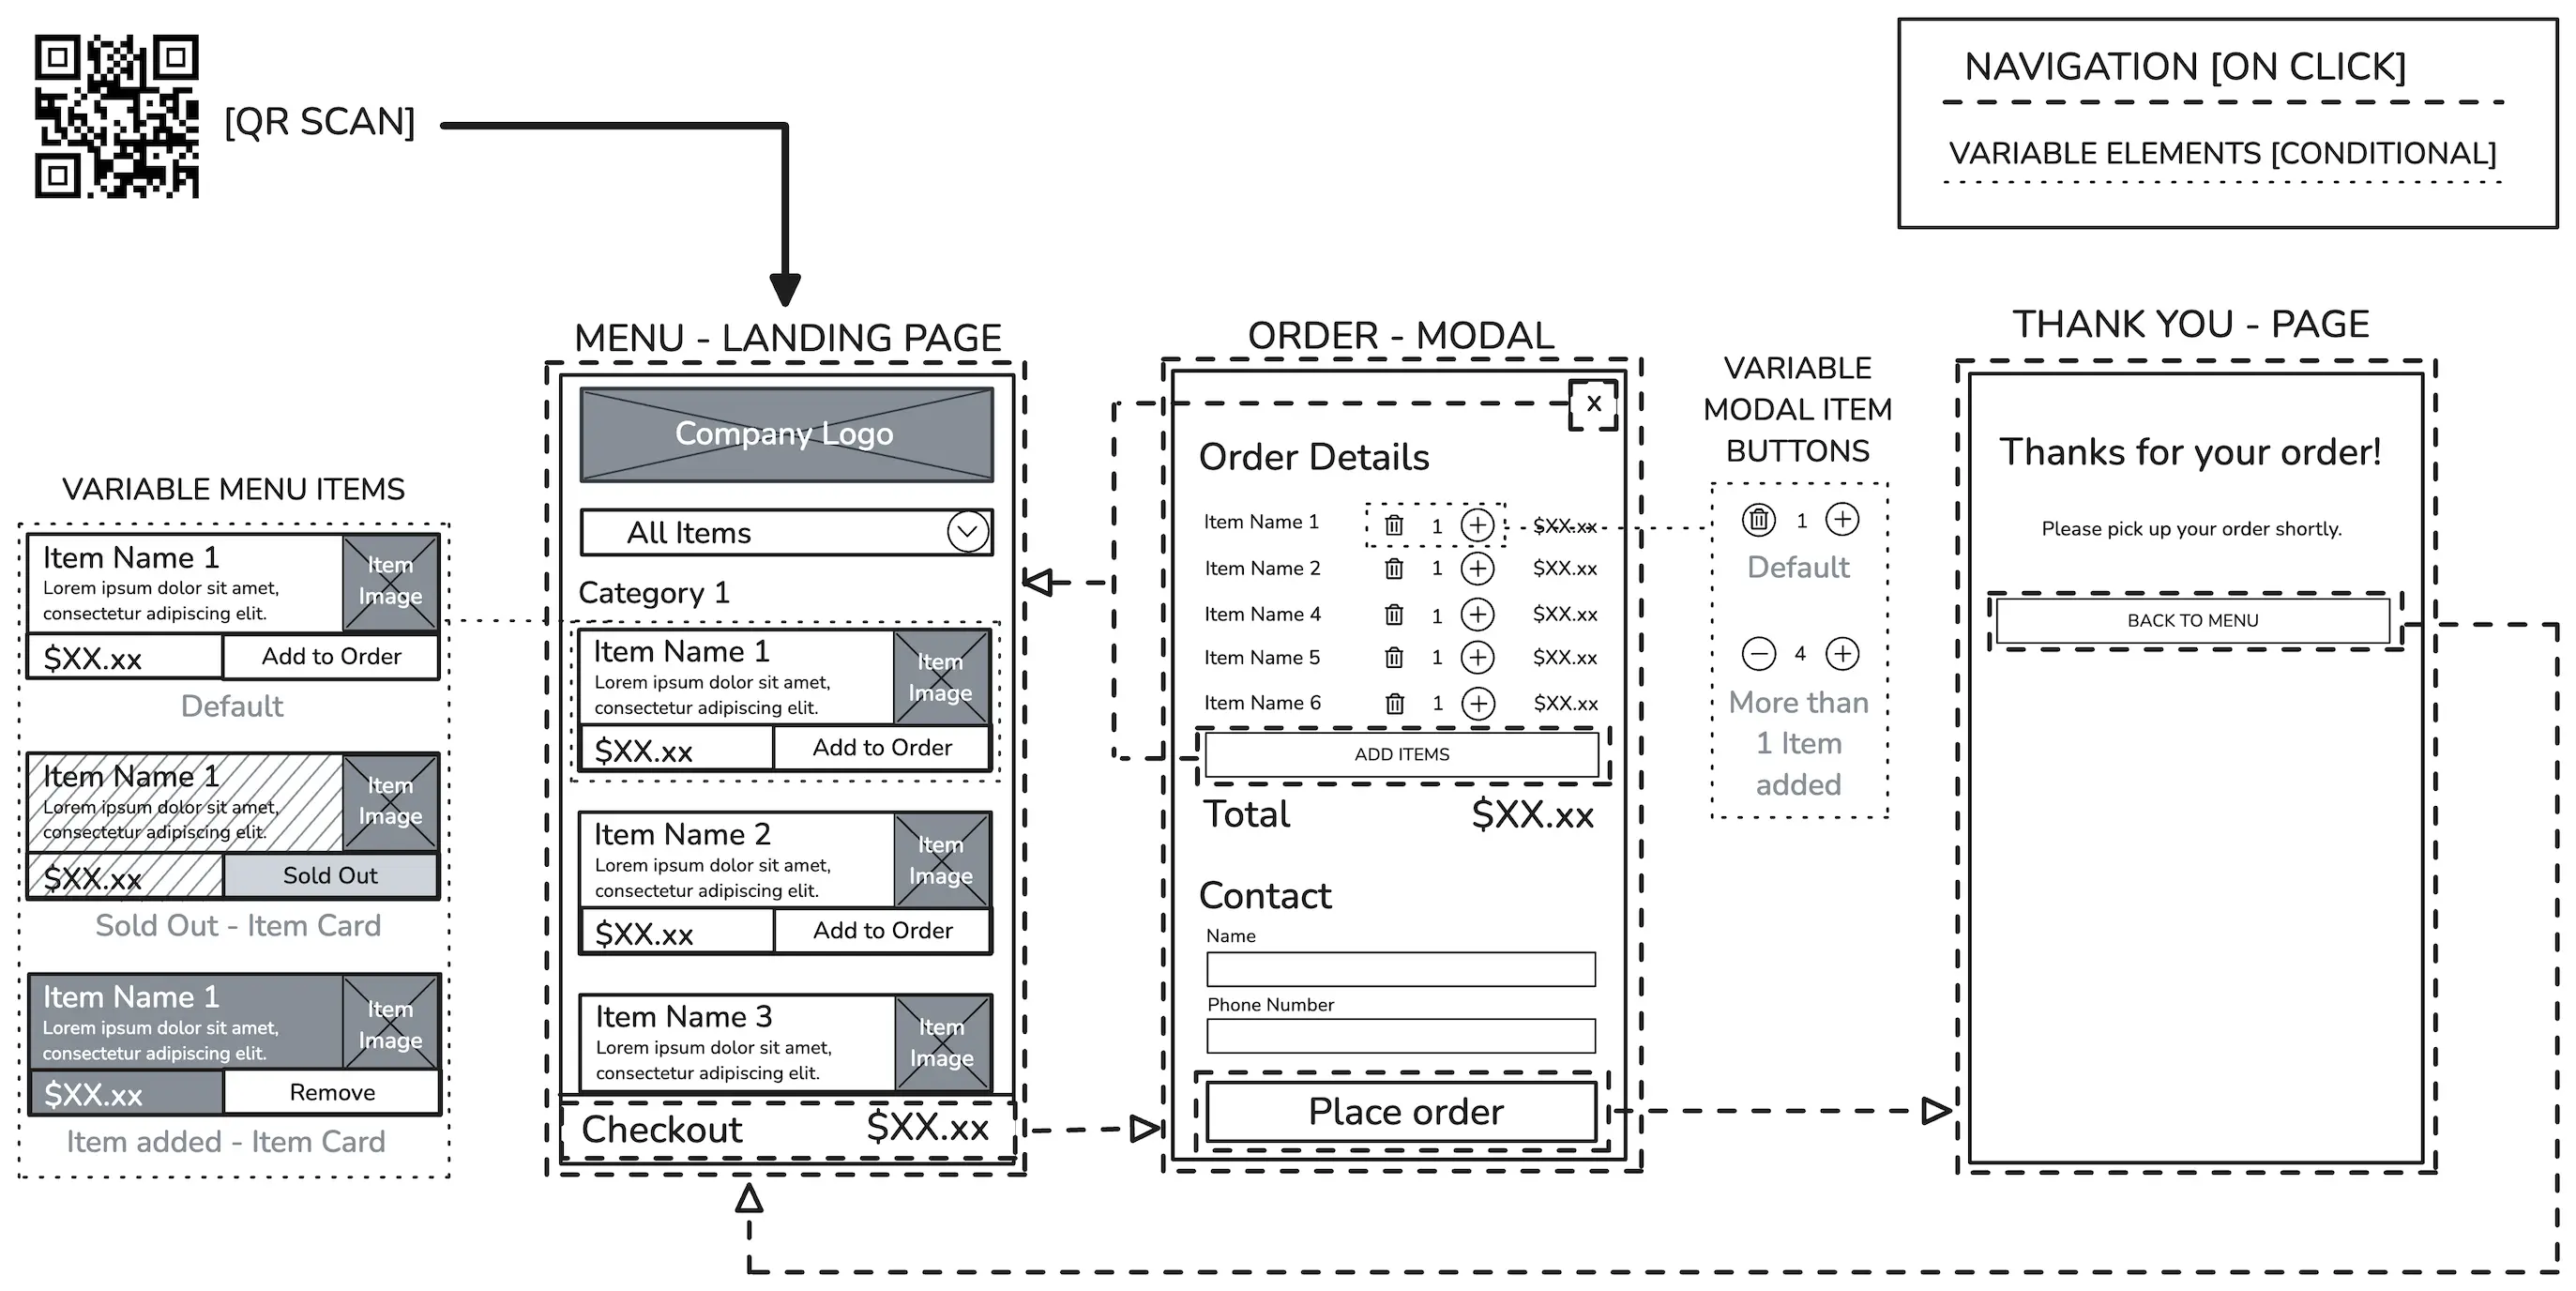 [QR SCAN]
NAVIGATION [ON CLICK]
VARIABLE ELEMENTS [CONDITIONAL]
VARIABLE MENU ITEMS
Item Name 1
Lorem ipsum dolor sit amet,
consectetur adipiscing elit.
Item
Image
$XX.xx
Add to Order
Default
Item Name 1
Lorem ipsum dolor sit amet,
consectetur adipiscing elit.
Item
Image
$XX.xx
Sold Out
Sold Out - Item Card
Item Name 1
Lorem ipsum dolor sit amet,
consectetur adipiscing elit.
Item
Image
$XX.xx
Remove
Item added - Item Card
MENU - LANDING PAGE
Company Logo
All Items
Category 1
Item Name 1
Lorem ipsum dolor sit amet,
consectetur adipiscing elit.
Item
Image
$XX.xx
Add to Order
Item Name 2
Lorem ipsum dolor sit amet,
consectetur adipiscing elit.
Item
Image
$XX.xx
Add to Order
Item Name 3
Lorem ipsum dolor sit amet,
consectetur adipiscing elit.
Item
Image
Checkout $XX.xx
ORDER - MODAL
x
Order Details
Item Name 1 1 $XX.xx
Item Name 2 1 $XX.xx
Item Name 4 1 $XX.xx
Item Name 5 1 $XX.xx
Item Name 6 1 $XX.xx
ADD ITEMS
Total $XX.xx
Contact
Name
Phone Number
Place order
VARIABLE
MODAL ITEM
BUTTONS
1
Default
4
More than
1 Item
added
THANK YOU - PAGE
Thanks for your order!
Please pick up your order shortly.
BACK TO MENU